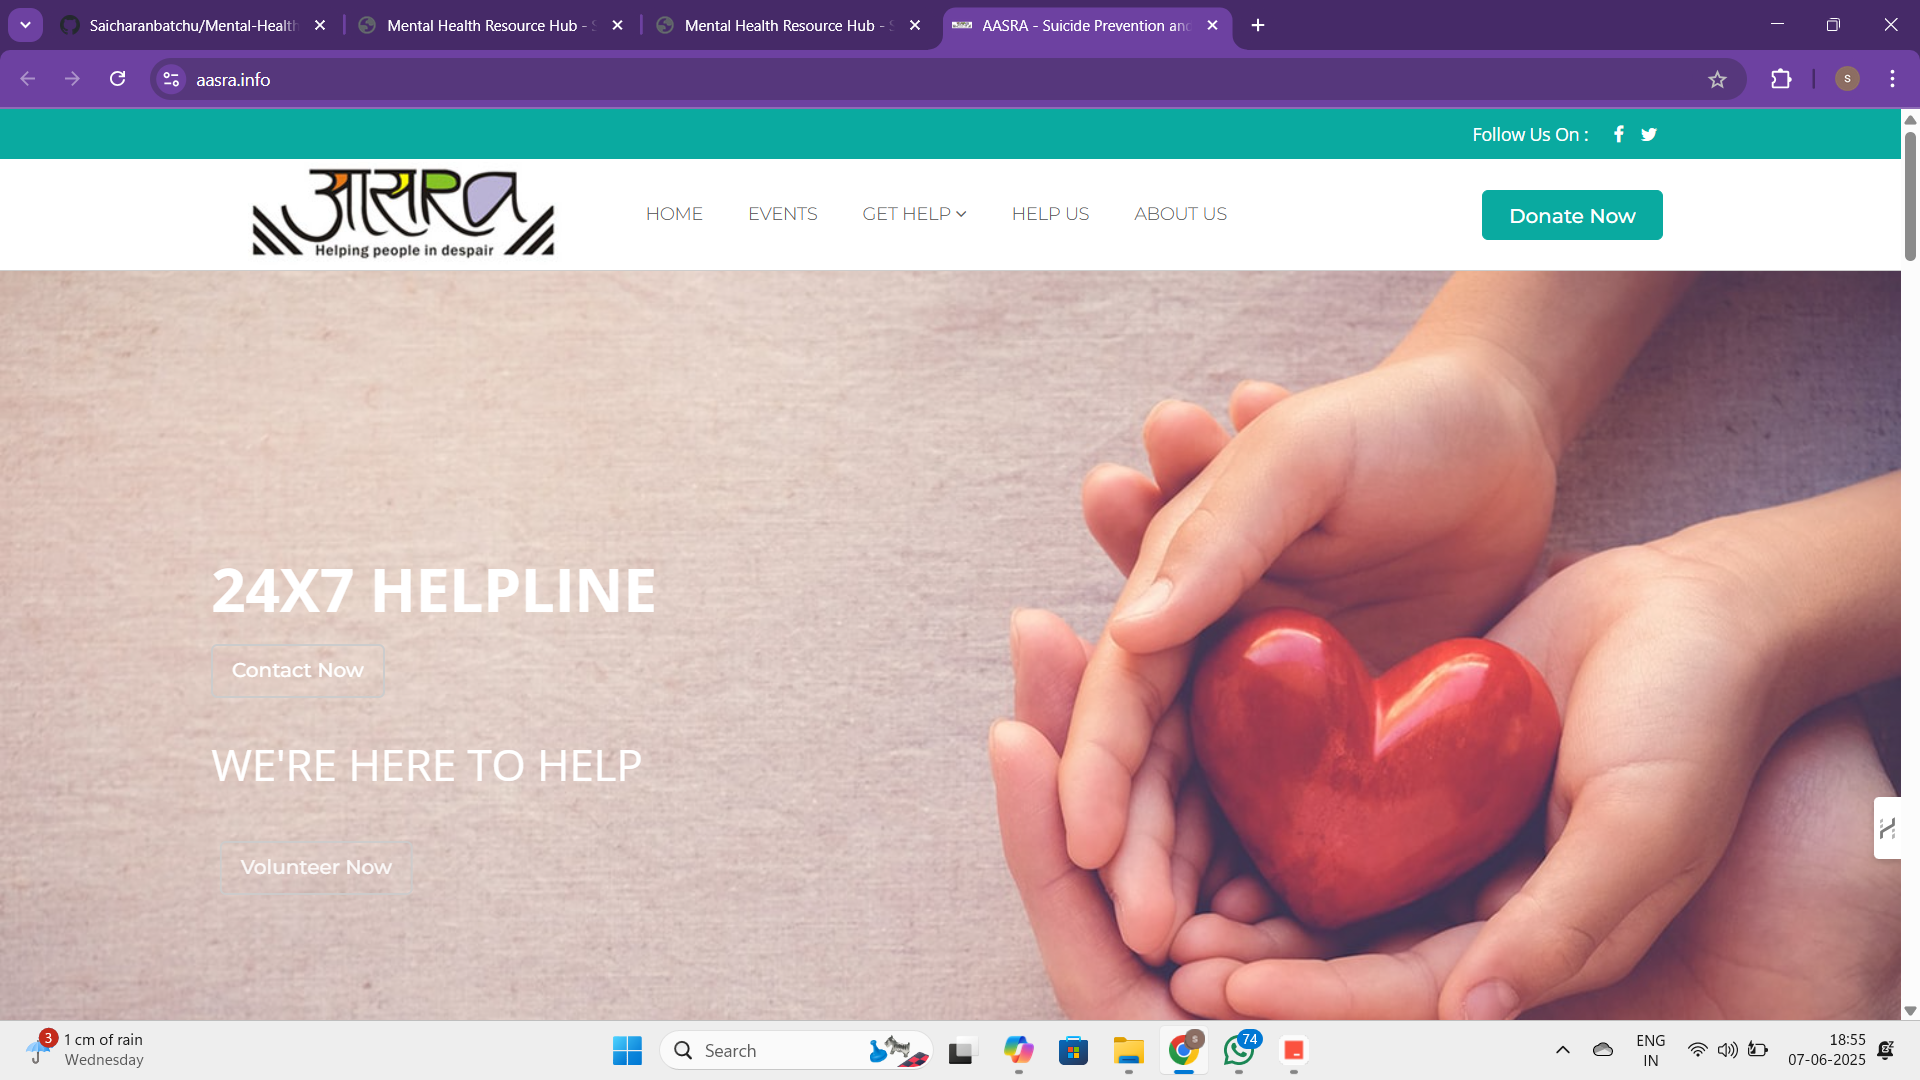 Saicharanbatchu/Mental-Health
Mental Health Resource Hub - S
Mental Health Resource Hub - S
AASRA - Suicide Prevention and
aasra.info
S
Follow Us On :
आसरा
Helping people in despair
HOME
EVENTS
GET HELP
HELP US
ABOUT US
Donate Now
24X7 HELPLINE
Contact Now
WE'RE HERE TO HELP
Volunteer Now
3
1 cm of rain
Wednesday
Search
S
74
ENG
IN
18:55
07-06-2025